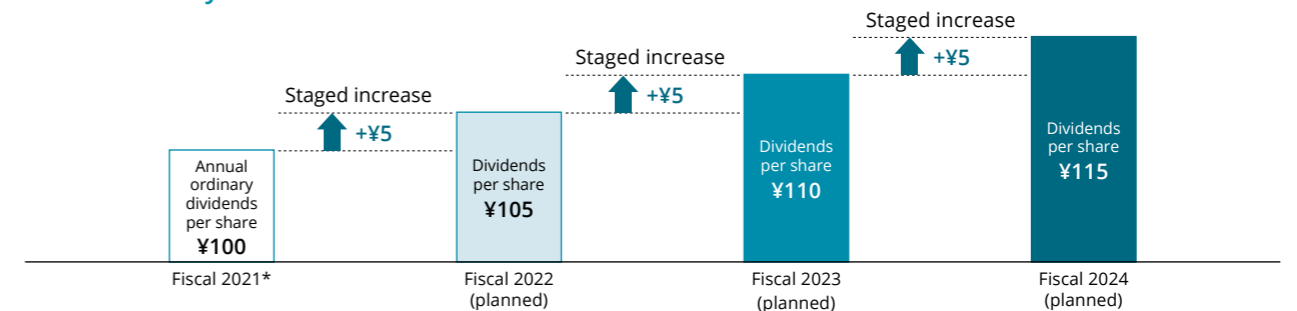 Staged increase
+¥5
Staged increase
+¥5
Staged increase
+¥5
Annual
ordinary
dividends
per share
¥100
Dividends
per share
¥105
Dividends
per share
¥110
Dividends
per share
¥115
Fiscal 2021*
Fiscal 2022
(planned)
Fiscal 2023
(planned)
Fiscal 2024
(planned)